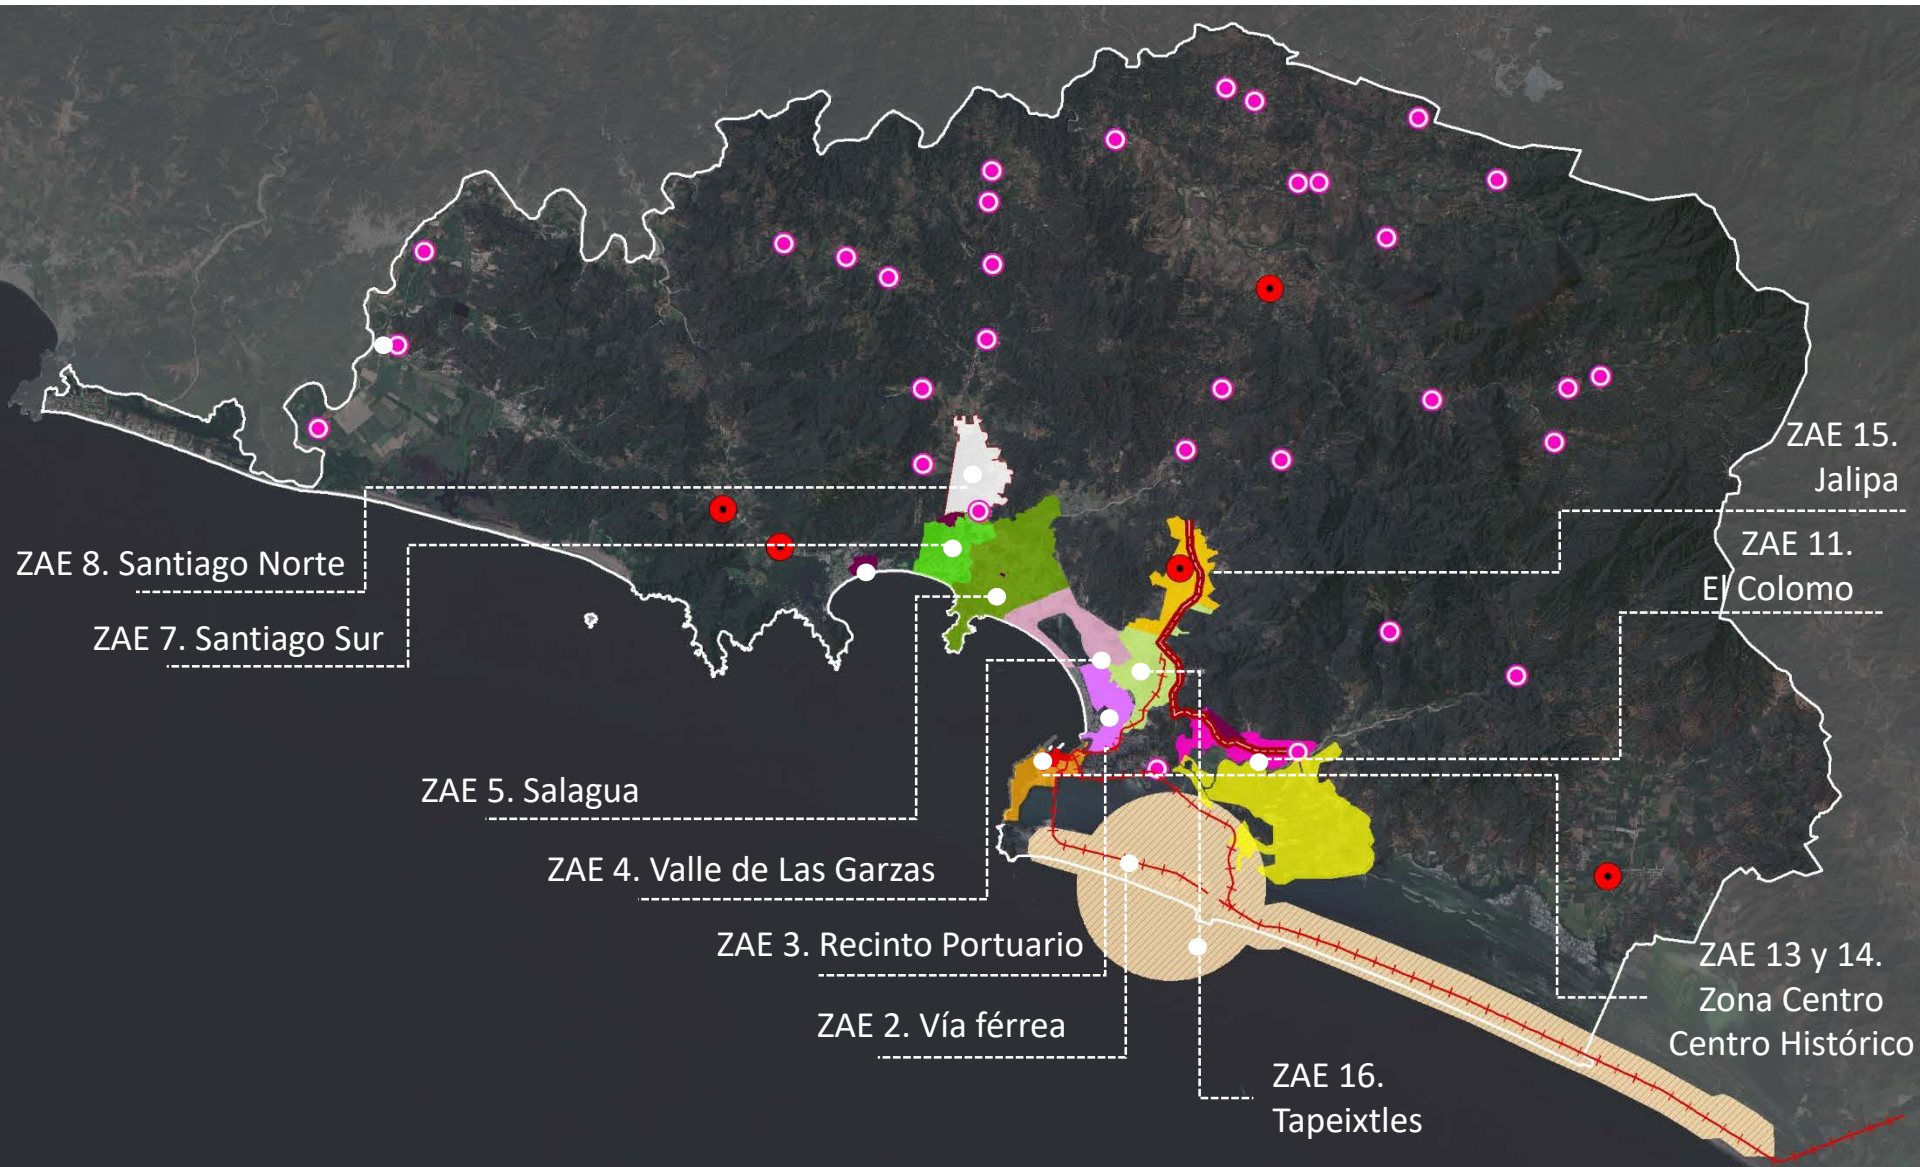 ZAE 15.
Jalipa
ZAE 11.
El Colomo
ZAE 8. Santiago Norte
ZAE 7. Santiago Sur
ZAE 5. Salagua
ZAE 4. Valle de Las Garzas
ZAE 3. Recinto Portuario
ZAE 2. Vía férrea
ZAE 13 y 14.
Zona Centro
Centro Histórico
ZAE 16.
Tapeixtles